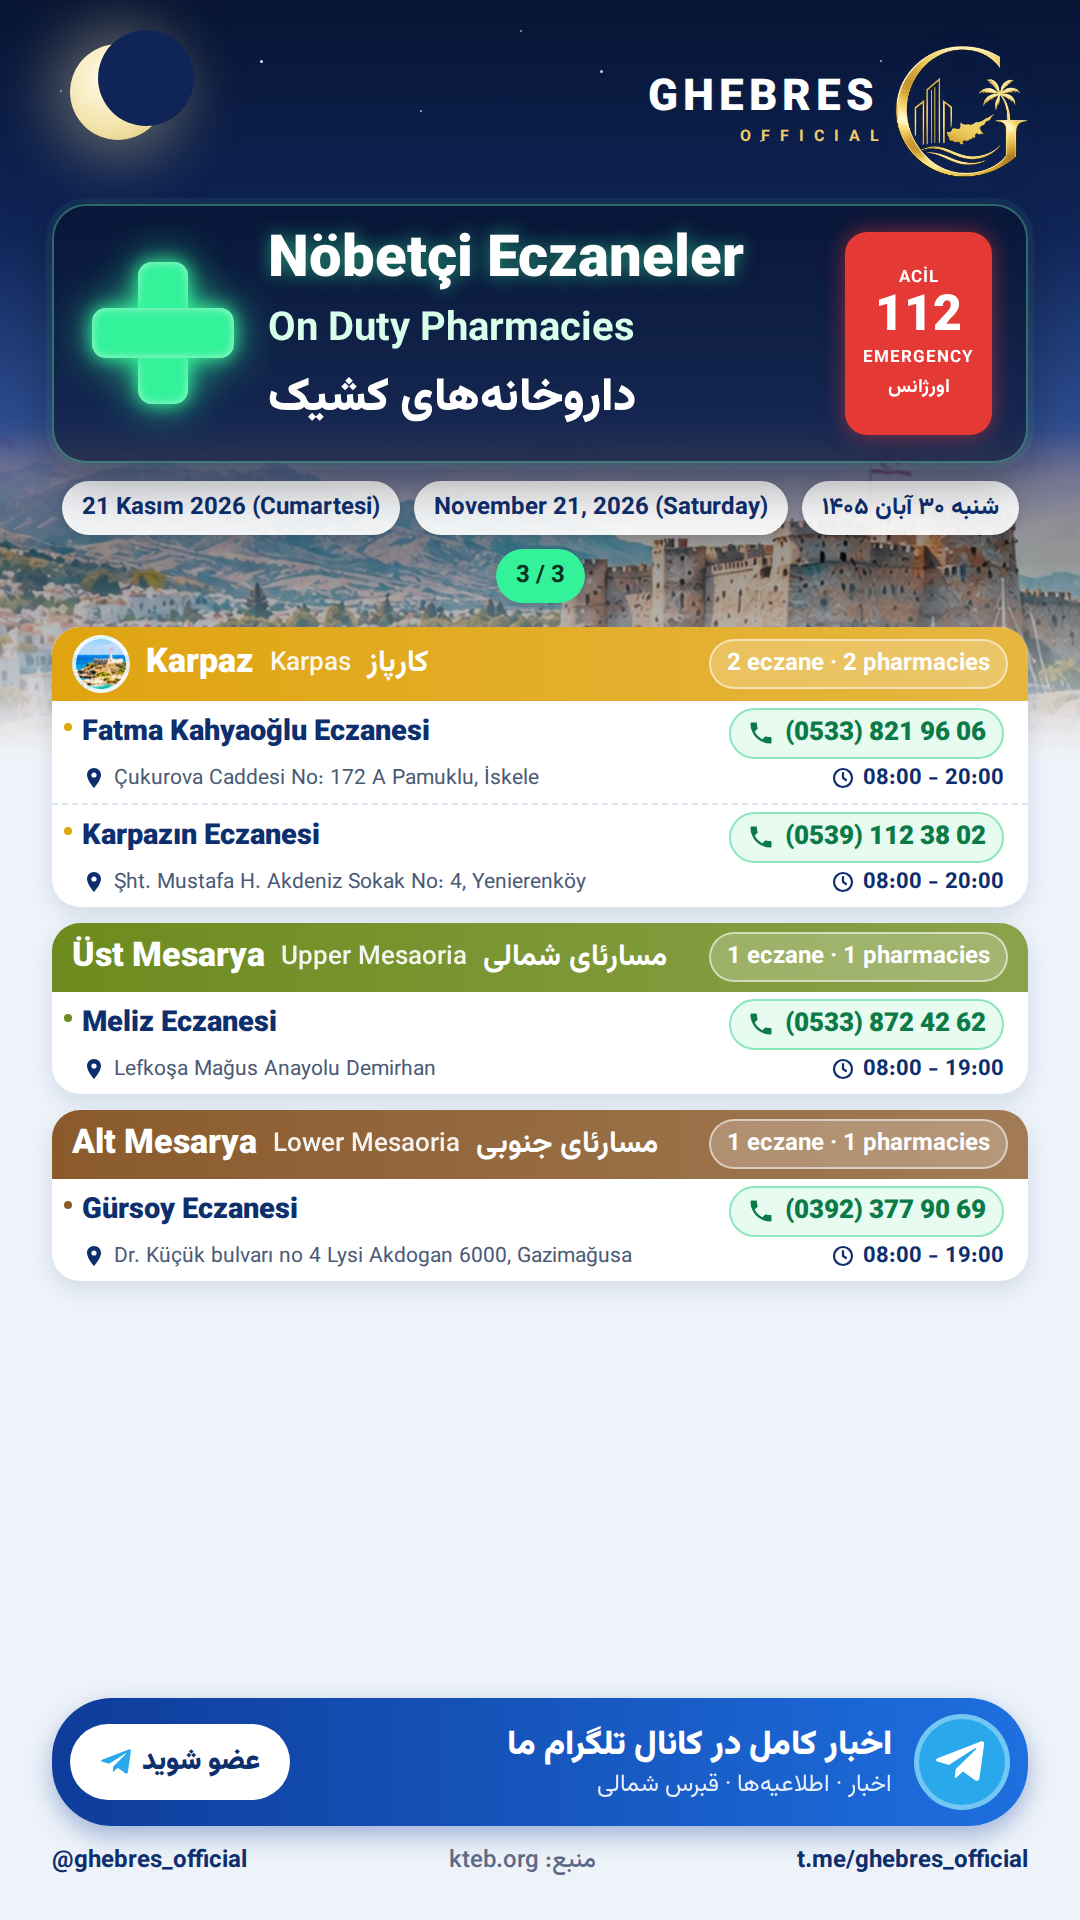 GHEBRES
OFFICIAL
Nöbetçi Eczaneler
On Duty Pharmacies
داروخانه‌های کشیک
ACİL
112
EMERGENCY
اورژانس
21 Kasım 2026 (Cumartesi)
November 21, 2026 (Saturday)
شنبه ۳۰ آبان ۱۴۰۵
3 / 3
Karpaz Karpas کارپاز
2 eczane · 2 pharmacies
Fatma Kahyaoğlu Eczanesi
(0533) 821 96 06
Çukurova Caddesi No: 172 A Pamuklu, İskele
08:00 - 20:00
Karpazın Eczanesi
(0539) 112 38 02
Şht. Mustafa H. Akdeniz Sokak No: 4, Yenierenköy
08:00 - 20:00
Üst Mesarya Upper Mesaoria مسارئای شمالی
1 eczane · 1 pharmacies
Meliz Eczanesi
(0533) 872 42 62
Lefkoşa Mağus Anayolu Demirhan
08:00 - 19:00
Alt Mesarya Lower Mesaoria مسارئای جنوبی
1 eczane · 1 pharmacies
Gürsoy Eczanesi
(0392) 377 90 69
Dr. Küçük bulvarı no 4 Lysi Akdogan 6000, Gazimağusa
08:00 - 19:00
اخبار کامل در کانال تلگرام ما
اخبار · اطلاعیه‌ها · قبرس شمالی
عضو شوید
@ghebres_official
منبع: kteb.org
t.me/ghebres_official